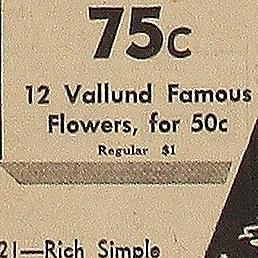 75c
12 Vallund Famous
Flowers, for 50c
Regular $1
21—Rich Simple